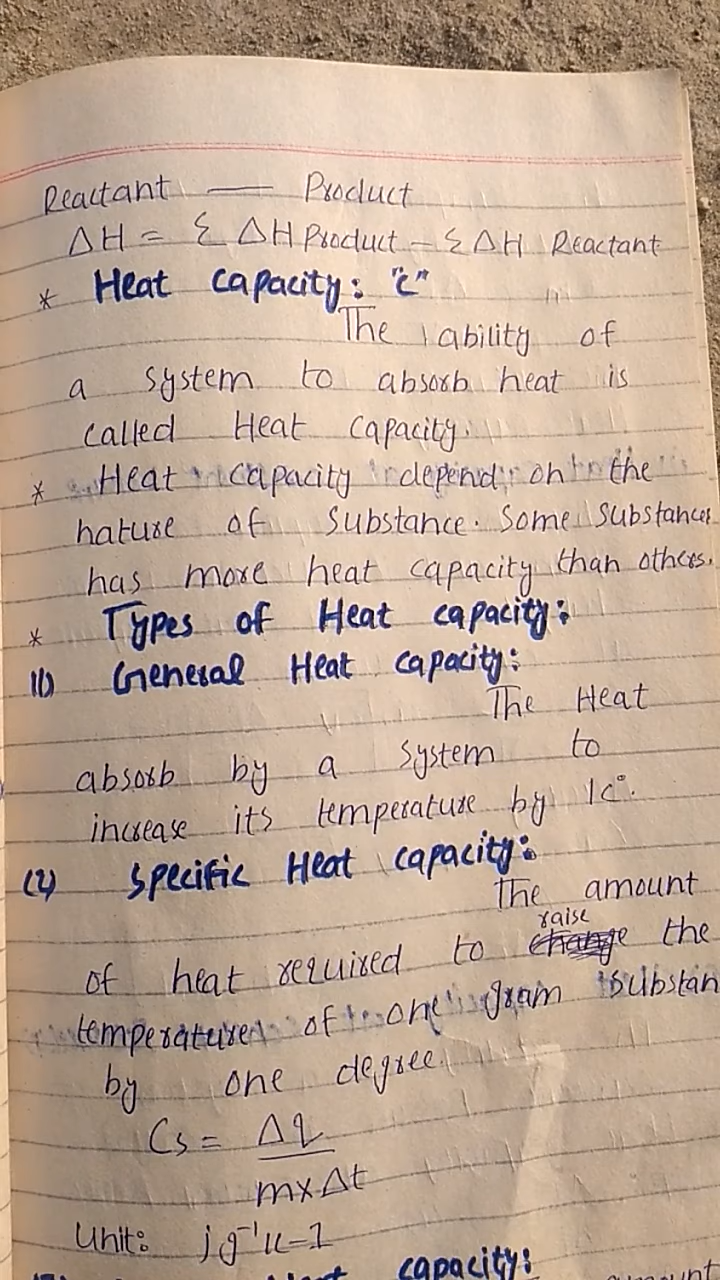 Reactant — Product
ΔH = Σ ΔH Product - Σ ΔH Reactant
* Heat capacity: "C"
The ability of
a system to absorb heat is
called Heat capacity.
* Heat capacity depend on the
nature of substance. Some substances
has more heat capacity than others.
* Types of Heat capacity:
(1) General Heat capacity:
The Heat
absorb by a system to
increase its temperature by 1c°.
(2) Specific Heat capacity:
The amount
of heat required to raise the
temperature of one gram substan
by one degree.
Cs = Δq
m×Δt
Unit: j g⁻¹ k-1
capacity: